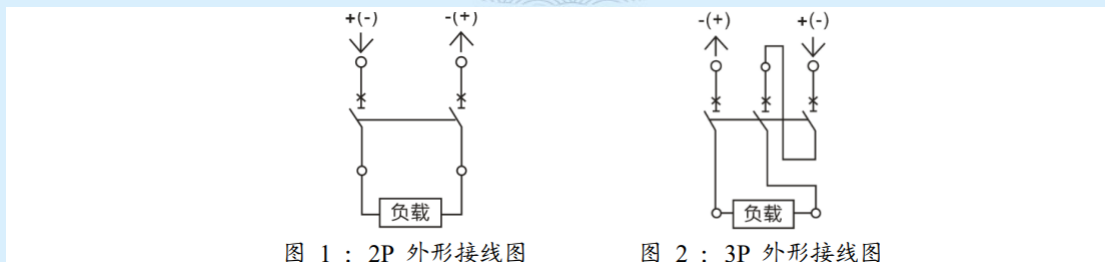 +(-) -(+) -(+) +(-)
负载 负载
图 1 : 2P 外形接线图 图 2 : 3P 外形接线图